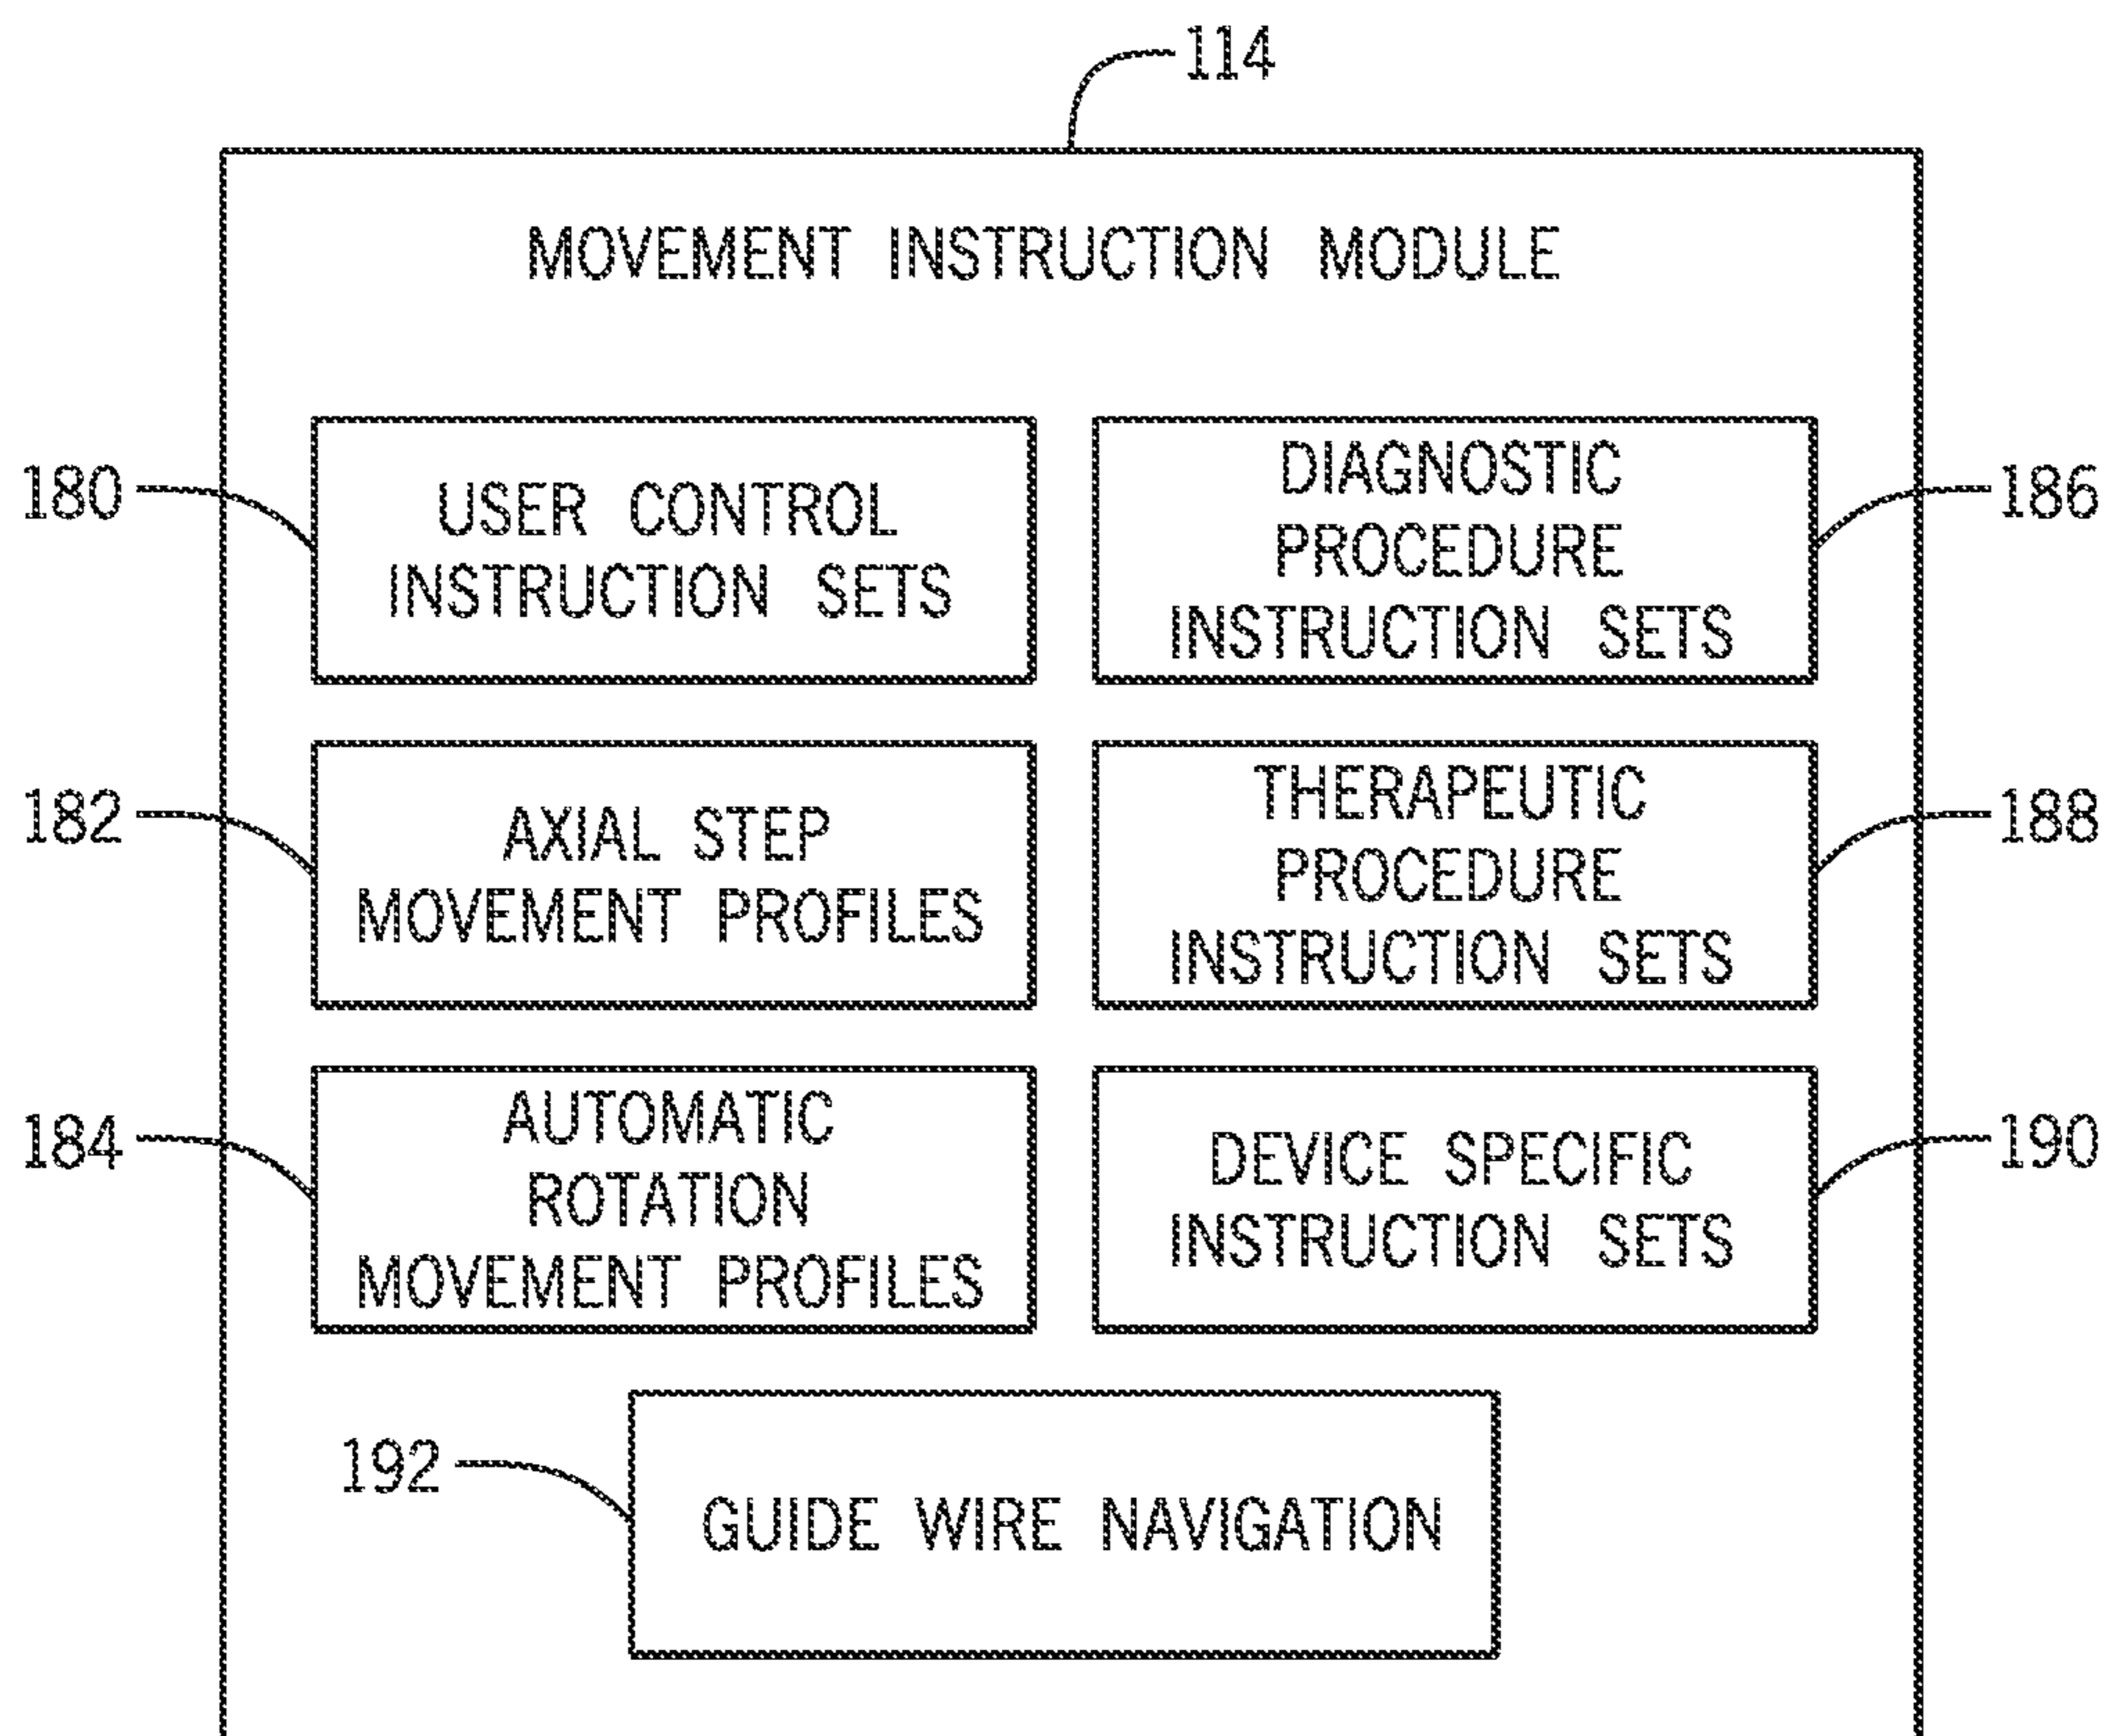 114
MOVEMENT INSTRUCTION MODULE
180
USER CONTROL
INSTRUCTION SETS
DIAGNOSTIC
PROCEDURE
INSTRUCTION SETS
186
182
AXIAL STEP
MOVEMENT PROFILES
THERAPEUTIC
PROCEDURE
INSTRUCTION SETS
188
184
AUTOMATIC
ROTATION
MOVEMENT PROFILES
DEVICE SPECIFIC
INSTRUCTION SETS
190
192
GUIDE WIRE NAVIGATION